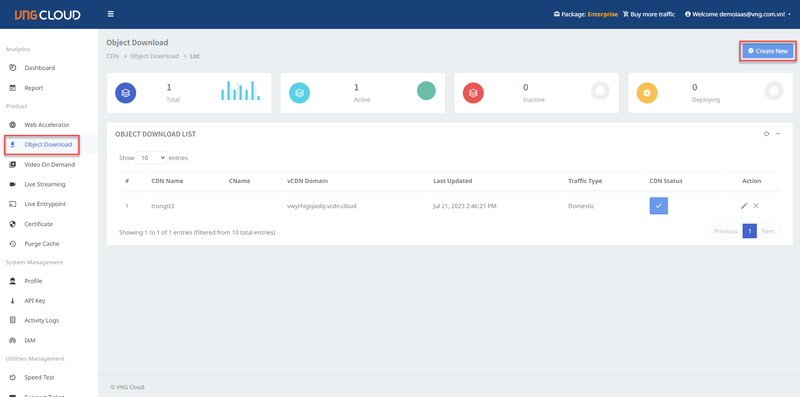 VNG CLOUD
Package: Enterprise
Buy more traffic
Welcome demoiaas@vng.com.vn!
Analytics
Dashboard
Report
Product
Web Accelerator
Object Download
Video On Demand
Live Streaming
Live Entrypoint
Certificate
Purge Cache
System Management
Profile
API Key
Activity Logs
IAM
Utilities Management
Speed Test
Object Download
CDN > Object Download > List
Create New
1
Total
1
Active
0
Inactive
0
Deploying
OBJECT DOWNLOAD LIST
Show 10 entries
# CDN Name CName vCDN Domain Last Updated Traffic Type CDN Status Action
1 trongtt3 vwyrhigsjaobj.vcdn.cloud Jul 21, 2023 2:46:21 PM Domestic
Showing 1 to 1 of 1 entries (filtered from 10 total entries)
Previous 1 Next
© VNG Cloud.